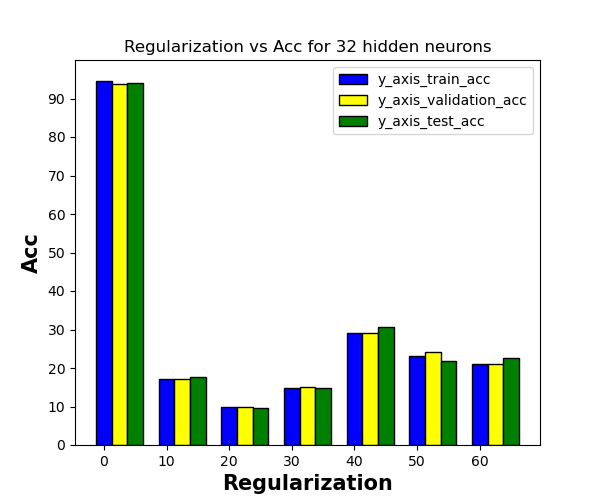 Regularization vs Acc for 32 hidden neurons
y_axis_train_acc
y_axis_validation_acc
y_axis_test_acc
90
80
70
60
50
40
30
20
10
0
Acc
0 10 20 30 40 50 60
Regularization